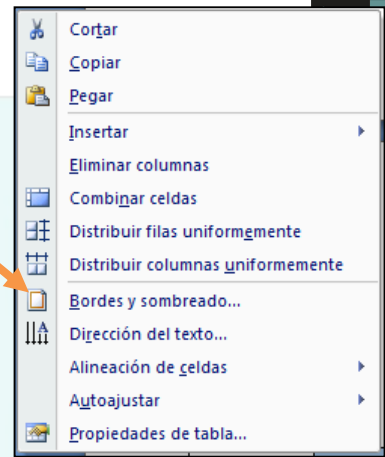 Cortar
Copiar
Pegar
Insertar
Eliminar columnas
Combinar celdas
Distribuir filas uniformemente
Distribuir columnas uniformemente
Bordes y sombreado...
Dirección del texto...
Alineación de celdas
Autoajustar
Propiedades de tabla...